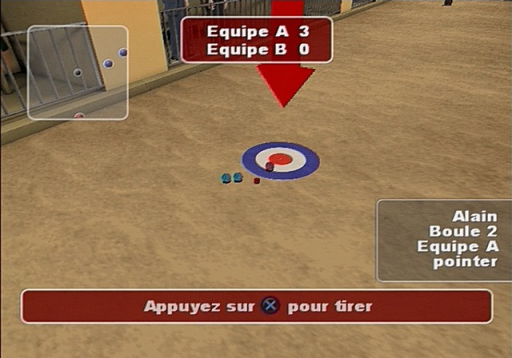 Equipe A 3
Equipe B 0
Alain
Boule 2
Equipe A
pointer
Appuyez sur X pour tirer